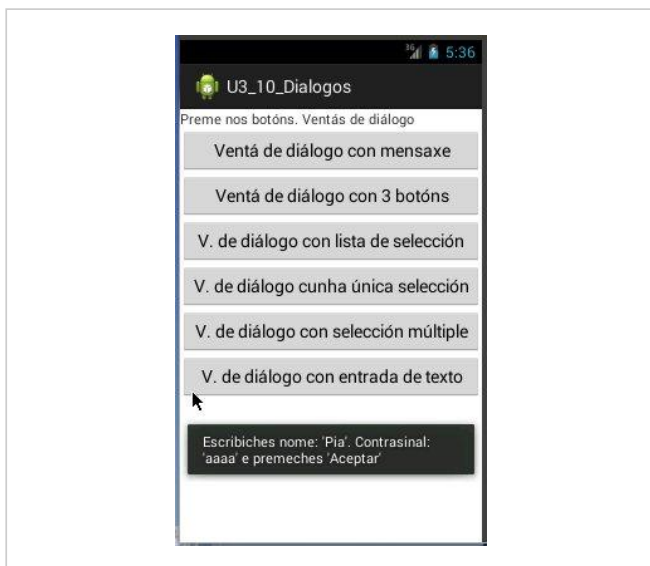 3G 5:36
U3_10_Dialogos
Preme nos botóns. Ventás de diálogo
Ventá de diálogo con mensaxe
Ventá de diálogo con 3 botóns
V. de diálogo con lista de selección
V. de diálogo cunha única selección
V. de diálogo con selección múltiple
V. de diálogo con entrada de texto
Escribiches nome: 'Pia'. Contrasinal:
'aaaa' e premeches 'Aceptar'